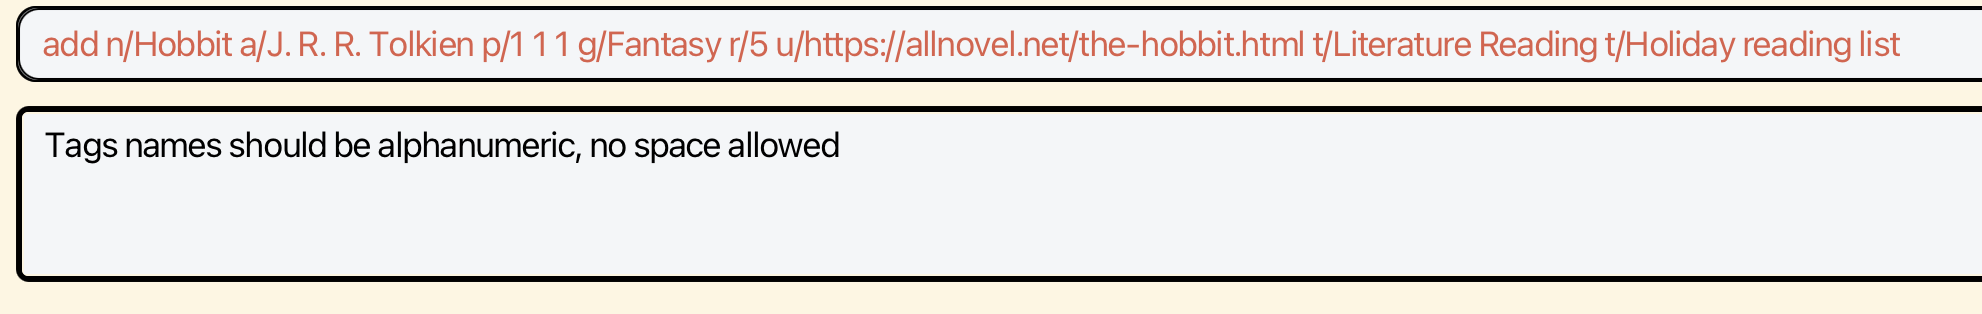 add n/Hobbit a/J. R. R. Tolkien p/1 1 1 g/Fantasy r/5 u/https://allnovel.net/the-hobbit.html t/Literature Reading t/Holiday reading list
Tags names should be alphanumeric, no space allowed